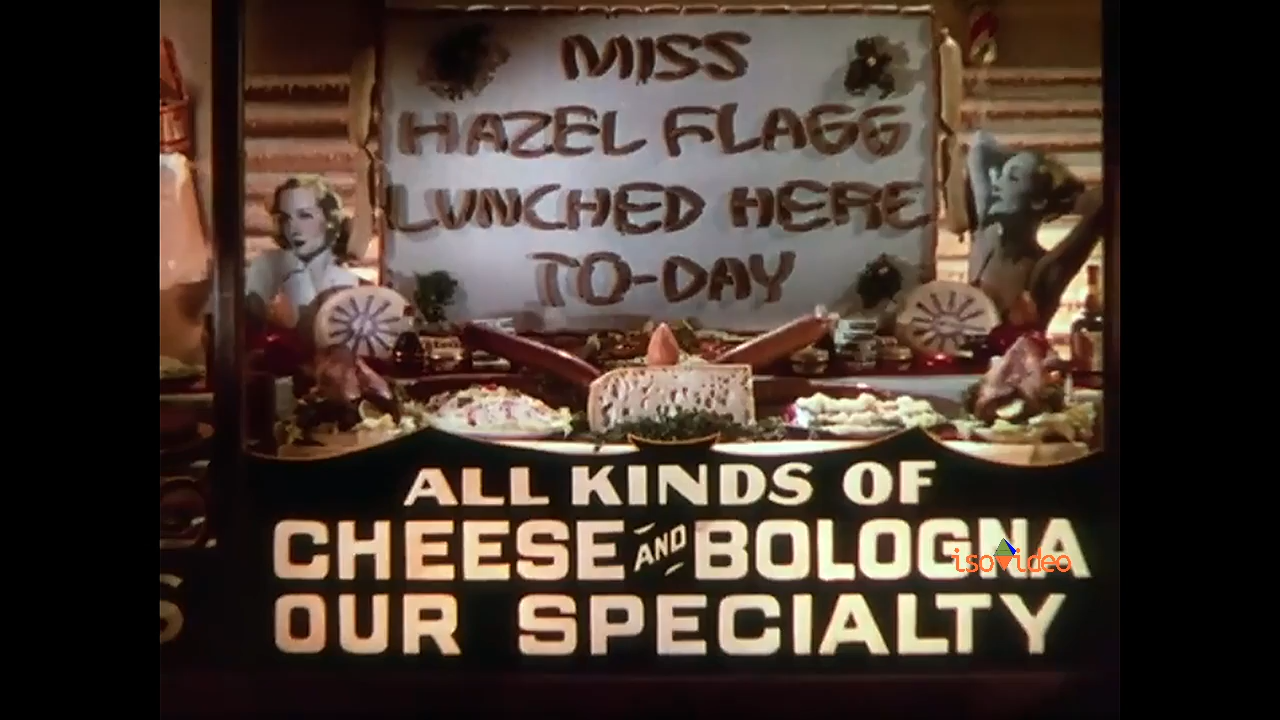 MISS
HAZEL FLAGG
LUNCHED HERE
TO-DAY
ALL KINDS OF
CHEESE AND BOLOGNA
isovideo
OUR SPECIALTY